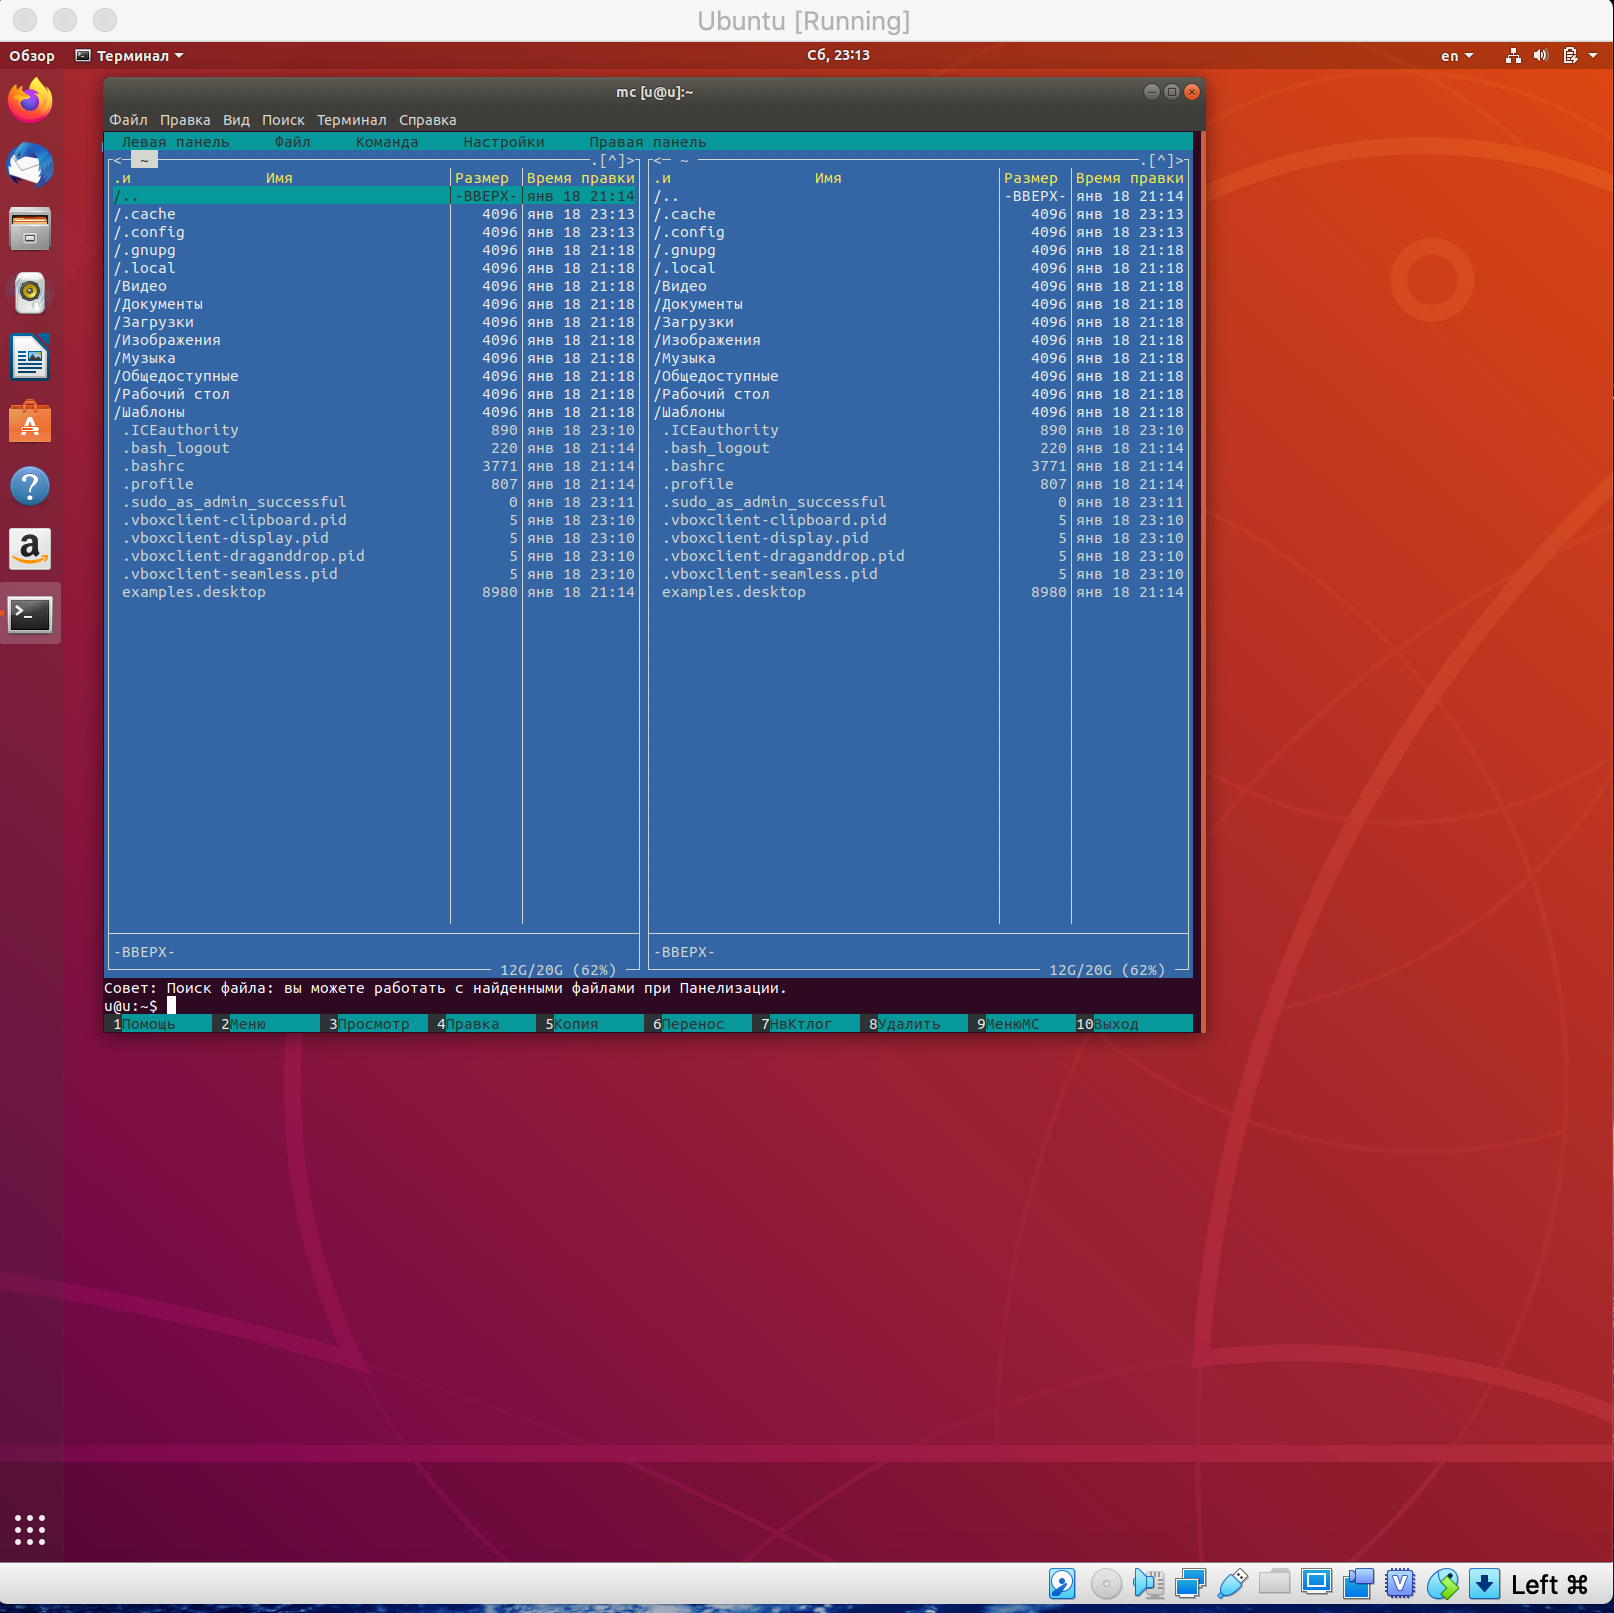 Ubuntu [Running]
Обзор Терминал Сб, 23:13 en
mc [u@u]:~
Файл Правка Вид Поиск Терминал Справка
Левая панель Файл Команда Настройки Правая панель
<─ ~ .[^]> <─ ~ .[^]>
.и Имя Размер Время правки .и Имя Размер Время правки
/.. -ВВЕРХ- янв 18 21:14 /.. -ВВЕРХ- янв 18 21:14
/.cache 4096 янв 18 23:13 /.cache 4096 янв 18 23:13
/.config 4096 янв 18 23:13 /.config 4096 янв 18 23:13
/.gnupg 4096 янв 18 21:18 /.gnupg 4096 янв 18 21:18
/.local 4096 янв 18 21:18 /.local 4096 янв 18 21:18
/Видео 4096 янв 18 21:18 /Видео 4096 янв 18 21:18
/Документы 4096 янв 18 21:18 /Документы 4096 янв 18 21:18
/Загрузки 4096 янв 18 21:18 /Загрузки 4096 янв 18 21:18
/Изображения 4096 янв 18 21:18 /Изображения 4096 янв 18 21:18
/Музыка 4096 янв 18 21:18 /Музыка 4096 янв 18 21:18
/Общедоступные 4096 янв 18 21:18 /Общедоступные 4096 янв 18 21:18
/Рабочий стол 4096 янв 18 21:18 /Рабочий стол 4096 янв 18 21:18
/Шаблоны 4096 янв 18 21:18 /Шаблоны 4096 янв 18 21:18
.ICEauthority 890 янв 18 23:10 .ICEauthority 890 янв 18 23:10
.bash_logout 220 янв 18 21:14 .bash_logout 220 янв 18 21:14
.bashrc 3771 янв 18 21:14 .bashrc 3771 янв 18 21:14
.profile 807 янв 18 21:14 .profile 807 янв 18 21:14
.sudo_as_admin_successful 0 янв 18 23:11 .sudo_as_admin_successful 0 янв 18 23:11
.vboxclient-clipboard.pid 5 янв 18 23:10 .vboxclient-clipboard.pid 5 янв 18 23:10
.vboxclient-display.pid 5 янв 18 23:10 .vboxclient-display.pid 5 янв 18 23:10
.vboxclient-draganddrop.pid 5 янв 18 23:10 .vboxclient-draganddrop.pid 5 янв 18 23:10
.vboxclient-seamless.pid 5 янв 18 23:10 .vboxclient-seamless.pid 5 янв 18 23:10
examples.desktop 8980 янв 18 21:14 examples.desktop 8980 янв 18 21:14
-ВВЕРХ- -ВВЕРХ-
12G/20G (62%) 12G/20G (62%)
Совет: Поиск файла: вы можете работать с найденными файлами при Панелизации.
u@u:~$
1Помощь 2Меню 3Просмотр 4Правка 5Копия 6Перенос 7НвКтлог 8Удалить 9МенюMC 10Выход
Left ⌘